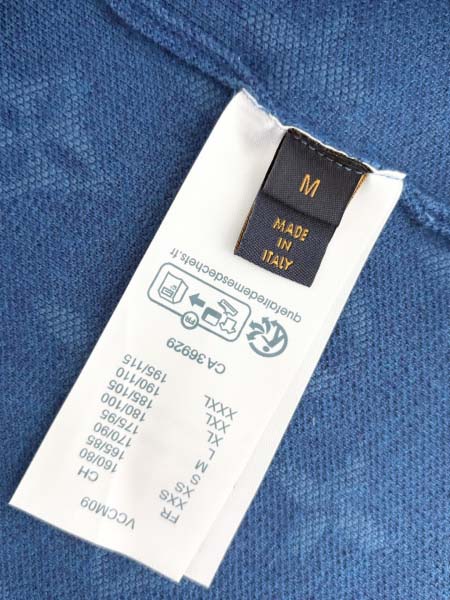 M
MADE
IN
ITALY
VCCM09
FR CH
XXS 160/80
XS 165/85
S 170/90
M 175/95
L 180/100
XL 185/105
XXL 190/110
XXXL 195/115
CA 36929
FR
quefairedemesdechets.fr